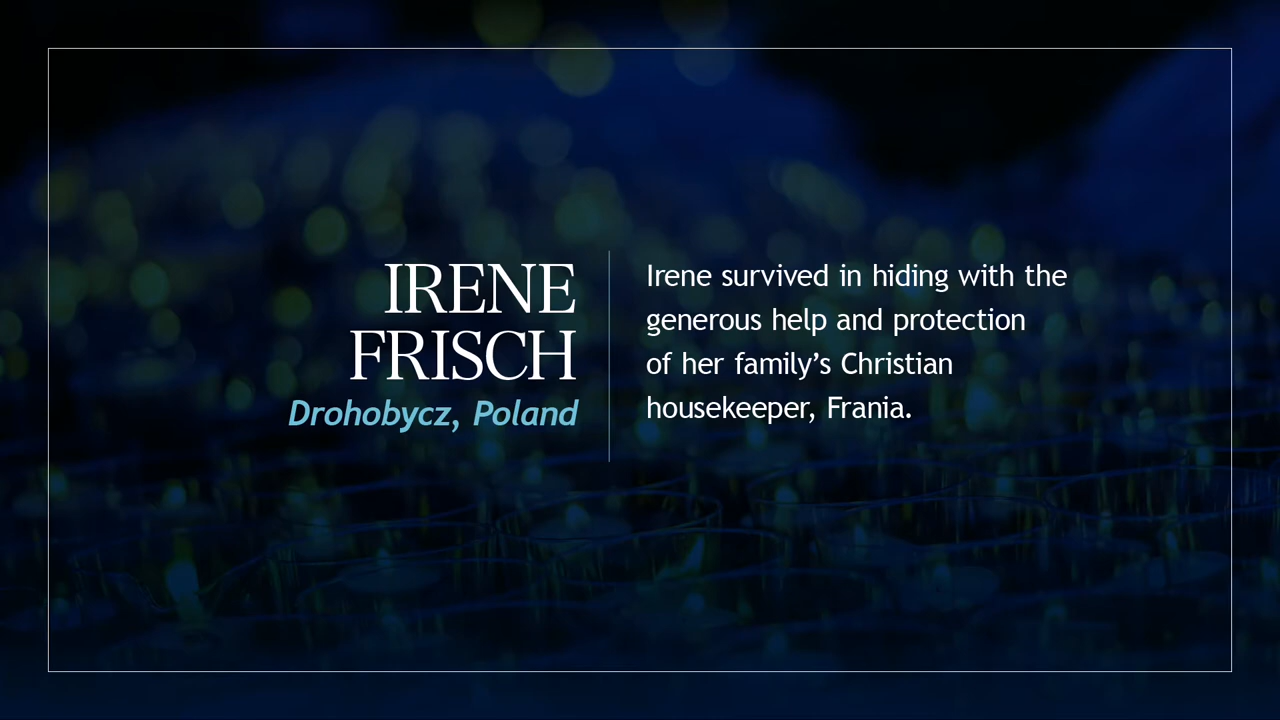 IRENE
FRISCH
Drohobycz, Poland
Irene survived in hiding with the
generous help and protection
of her family’s Christian
housekeeper, Frania.